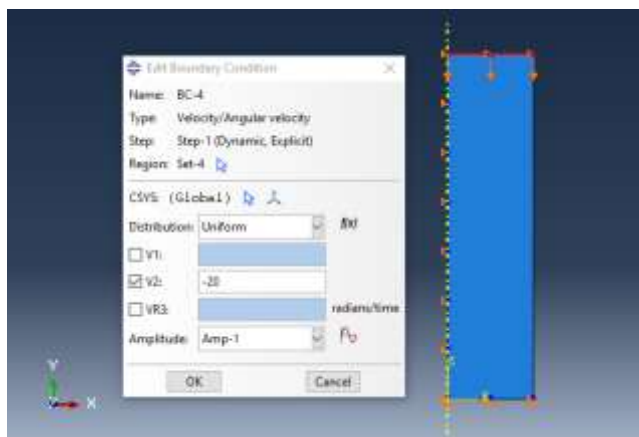 Edit Boundary Condition
Name: BC-4
Type: Velocity/Angular velocity
Step: Step-1 (Dynamic, Explicit)
Region: Set-4
CSYS: (Global)
Distribution: Uniform f(x)
V1:
V2: -20
VR3: radians/time
Amplitude: Amp-1
OK Cancel
Y
X